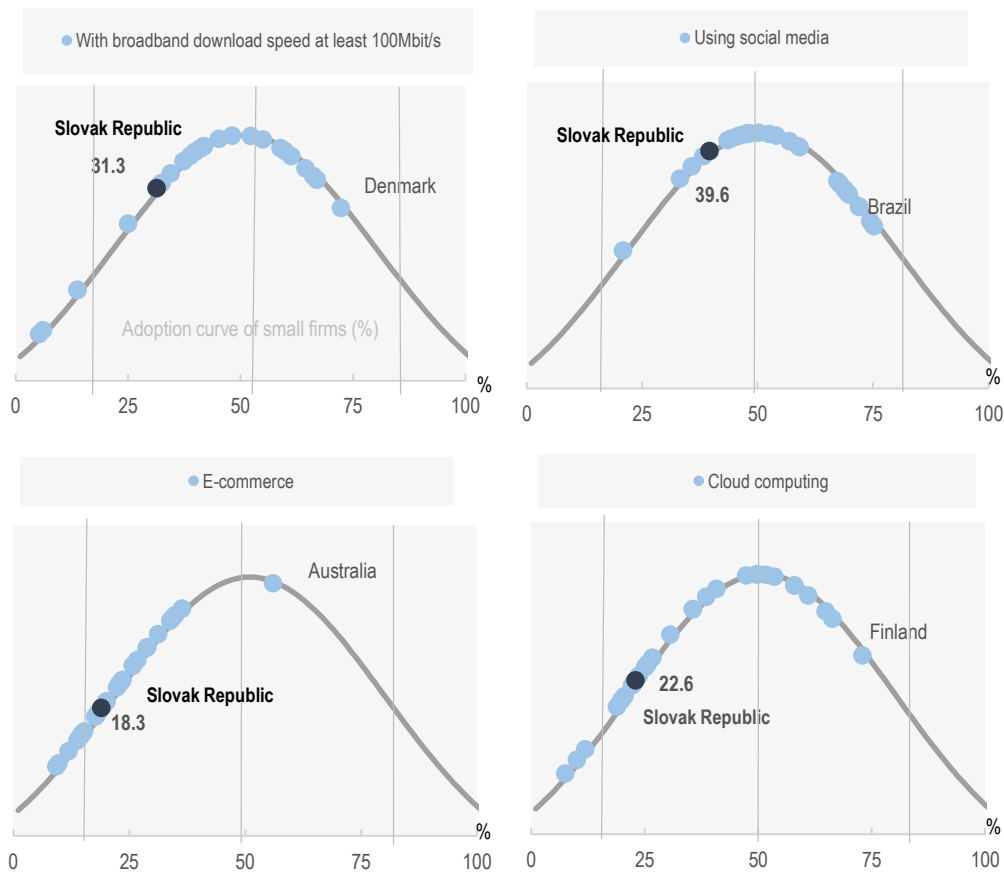 With broadband download speed at least 100Mbit/s
Slovak Republic
31.3
Denmark
Adoption curve of small firms (%)
%
0 25 50 75 100
Using social media
Slovak Republic
39.6
Brazil
%
0 25 50 75 100
E-commerce
Australia
Slovak Republic
18.3
%
0 25 50 75 100
Cloud computing
Finland
22.6
Slovak Republic
%
0 25 50 75 100